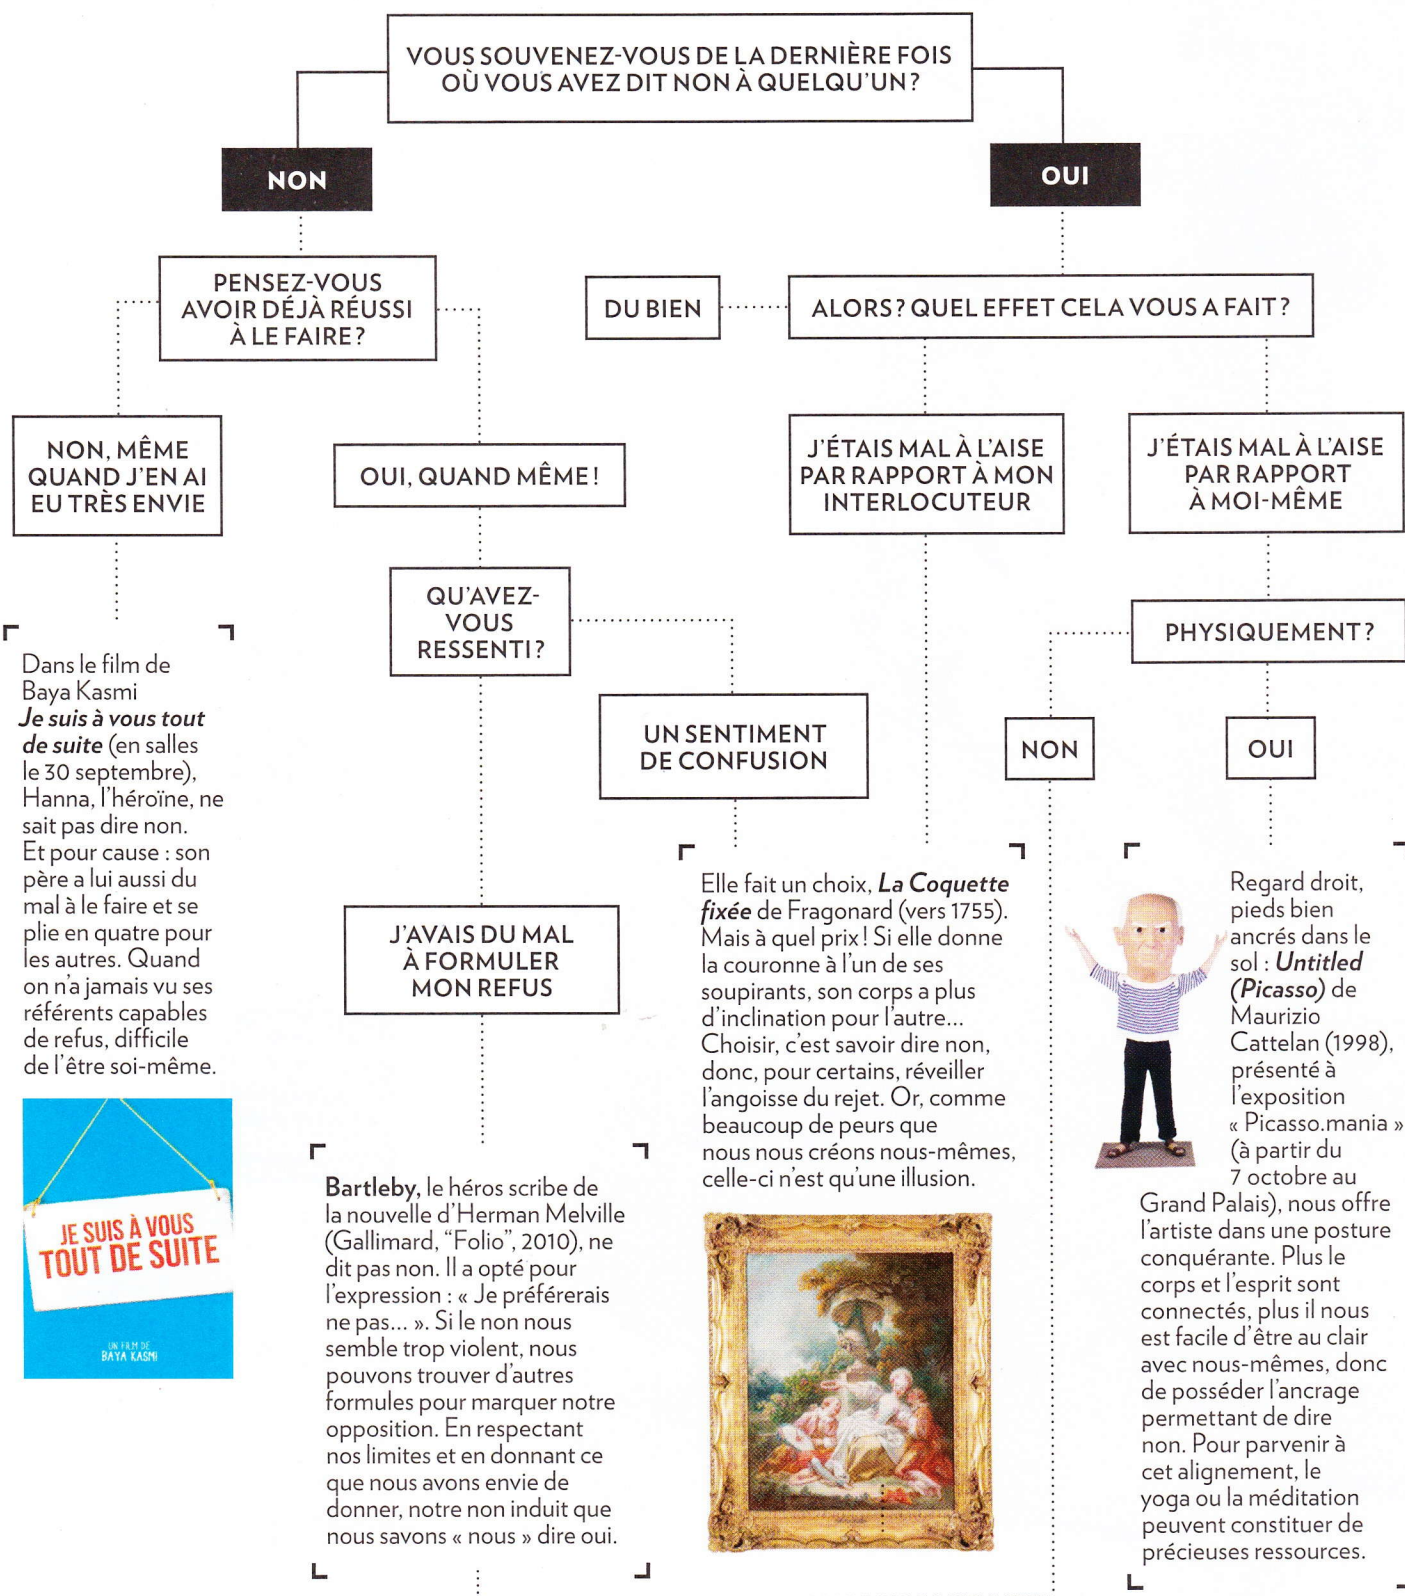 VOUS SOUVENEZ-VOUS DE LA DERNIÈRE FOIS
OÙ VOUS AVEZ DIT NON À QUELQU'UN ?
NON
OUI
PENSEZ-VOUS
AVOIR DÉJÀ RÉUSSI
À LE FAIRE ?
DU BIEN
ALORS ? QUEL EFFET CELA VOUS A FAIT ?
NON, MÊME
QUAND J'EN AI
EU TRÈS ENVIE
OUI, QUAND MÊME !
J'ÉTAIS MAL À L'AISE
PAR RAPPORT À MON
INTERLOCUTEUR
J'ÉTAIS MAL À L'AISE
PAR RAPPORT
À MOI-MÊME
QU'AVEZ-
VOUS
RESSENTI ?
PHYSIQUEMENT ?
UN SENTIMENT
DE CONFUSION
NON
OUI
J'AVAIS DU MAL
À FORMULER
MON REFUS
Dans le film de
Baya Kasmi
Je suis à vous tout
de suite (en salles
le 30 septembre),
Hanna, l'héroïne, ne
sait pas dire non.
Et pour cause : son
père a lui aussi du
mal à le faire et se
plie en quatre pour
les autres. Quand
on n'a jamais vu ses
référents capables
de refus, difficile
de l'être soi-même.
JE SUIS À VOUS
TOUT DE SUITE
UN FILM DE
BAYA KASMI
Bartleby, le héros scribe de
la nouvelle d'Herman Melville
(Gallimard, “Folio”, 2010), ne
dit pas non. Il a opté pour
l'expression : « Je préférerais
ne pas... ». Si le non nous
semble trop violent, nous
pouvons trouver d'autres
formules pour marquer notre
opposition. En respectant
nos limites et en donnant ce
que nous avons envie de
donner, notre non induit que
nous savons « nous » dire oui.
Elle fait un choix, La Coquette
fixée de Fragonard (vers 1755).
Mais à quel prix ! Si elle donne
la couronne à l'un de ses
soupirants, son corps a plus
d'inclination pour l'autre...
Choisir, c'est savoir dire non,
donc, pour certains, réveiller
l'angoisse du rejet. Or, comme
beaucoup de peurs que
nous nous créons nous-mêmes,
celle-ci n'est qu'une illusion.
Regard droit,
pieds bien
ancrés dans le
sol : Untitled
(Picasso) de
Maurizio
Cattelan (1998),
présenté à
l'exposition
« Picasso.mania »
(à partir du
7 octobre au
Grand Palais), nous offre
l'artiste dans une posture
conquérante. Plus le
corps et l'esprit sont
connectés, plus il nous
est facile d'être au clair
avec nous-mêmes, donc
de posséder l'ancrage
permettant de dire
non. Pour parvenir à
cet alignement, le
yoga ou la méditation
peuvent constituer de
précieuses ressources.